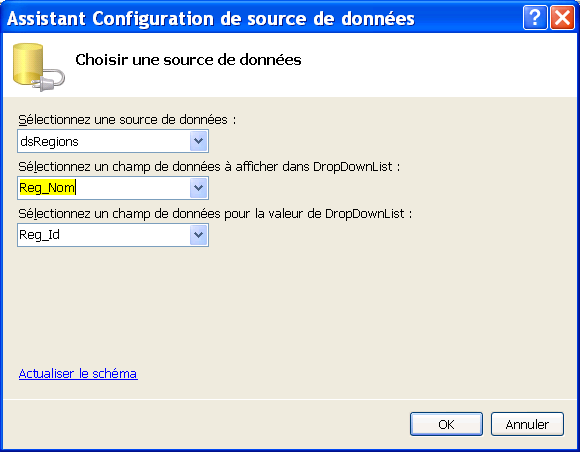 Assistant Configuration de source de données
Choisir une source de données
Sélectionnez une source de données :
dsRegions
Sélectionnez un champ de données à afficher dans DropDownList :
Reg_Nom
Sélectionnez un champ de données pour la valeur de DropDownList :
Reg_Id
Actualiser le schéma
OK
Annuler